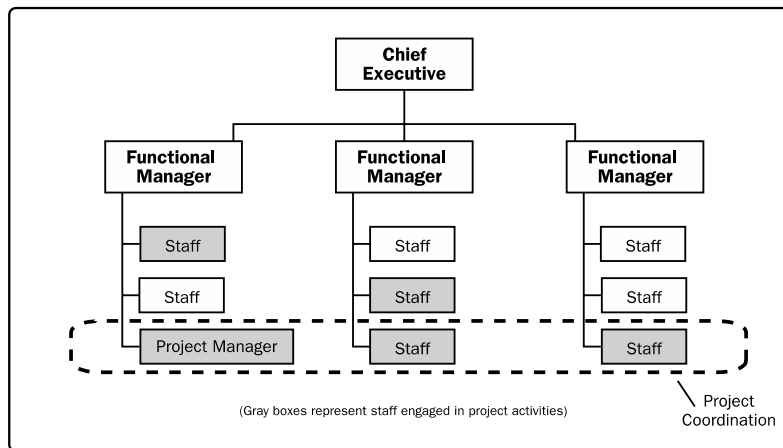 Chief
Executive
Functional
Manager
Functional
Manager
Functional
Manager
Staff
Staff
Staff
Staff
Staff
Staff
Project Manager
Staff
Staff
(Gray boxes represent staff engaged in project activities)
Project
Coordination